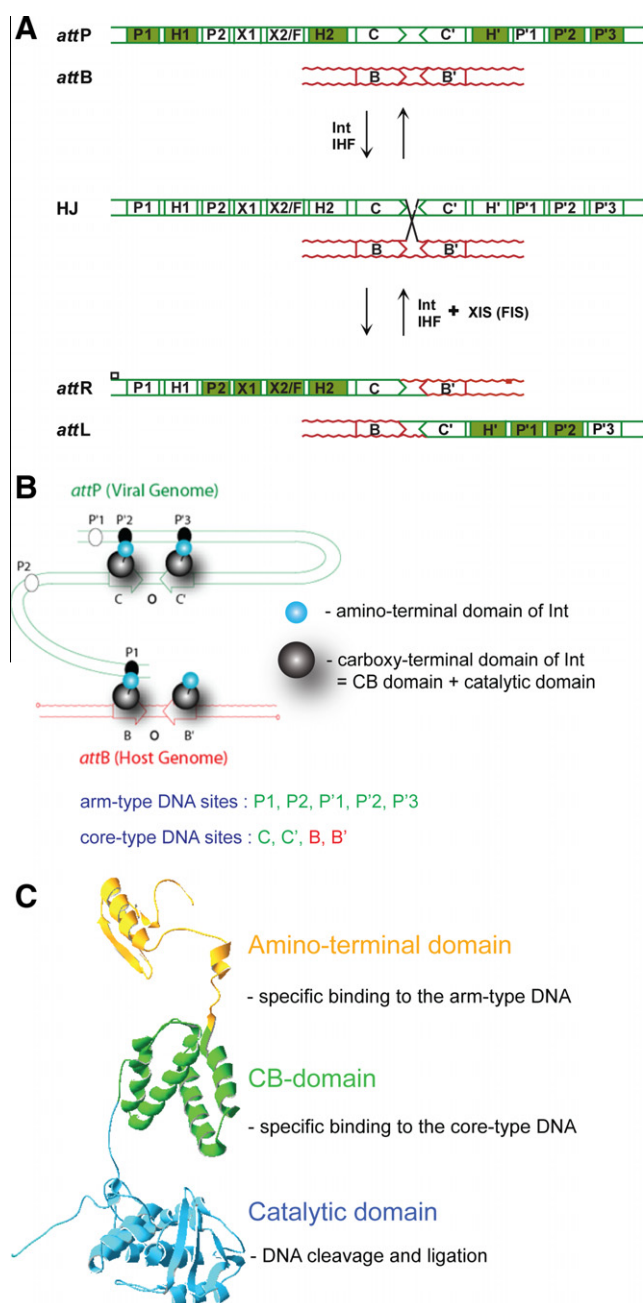 A
attP P1 H1 P2 X1 X2/F H2 C C' H' P'1 P'2 P'3
attB B B'
Int
IHF
HJ P1 H1 P2 X1 X2/F H2 C C' H' P'1 P'2 P'3
B B'
Int
IHF + XIS (FIS)
attR P1 H1 P2 X1 X2/F H2 C B'
attL B C' H' P'1 P'2 P'3
B
attP (Viral Genome)
P'1 P'2 P'3
P2
C O C'
P1
B O B'
attB (Host Genome)
- amino-terminal domain of Int
- carboxy-terminal domain of Int
= CB domain + catalytic domain
arm-type DNA sites : P1, P2, P'1, P'2, P'3
core-type DNA sites : C, C', B, B'
C
Amino-terminal domain
- specific binding to the arm-type DNA
CB-domain
- specific binding to the core-type DNA
Catalytic domain
- DNA cleavage and ligation